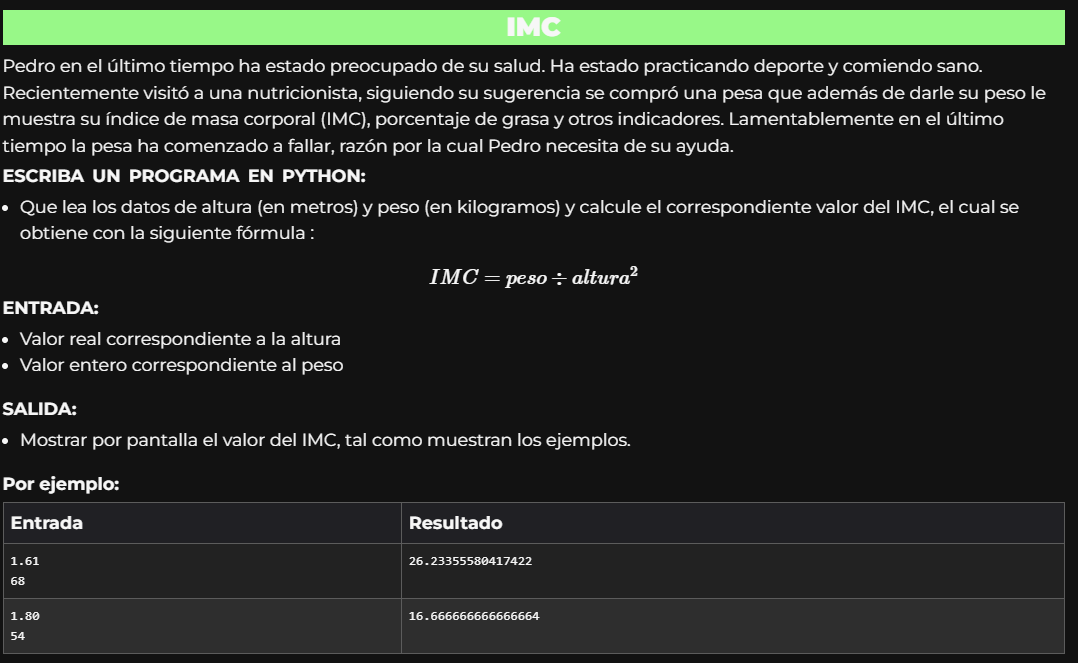 IMC
Pedro en el último tiempo ha estado preocupado de su salud. Ha estado practicando deporte y comiendo sano.
Recientemente visitó a una nutricionista, siguiendo su sugerencia se compró una pesa que además de darle su peso le
muestra su índice de masa corporal (IMC), porcentaje de grasa y otros indicadores. Lamentablemente en el último
tiempo la pesa ha comenzado a fallar, razón por la cual Pedro necesita de su ayuda.
ESCRIBA UN PROGRAMA EN PYTHON:
• Que lea los datos de altura (en metros) y peso (en kilogramos) y calcule el correspondiente valor del IMC, el cual se
obtiene con la siguiente fórmula :
IMC = peso ÷ altura²
ENTRADA:
• Valor real correspondiente a la altura
• Valor entero correspondiente al peso
SALIDA:
• Mostrar por pantalla el valor del IMC, tal como muestran los ejemplos.
Por ejemplo:
Entrada Resultado
1.61 26.23355580417422
68
1.80 16.666666666666664
54